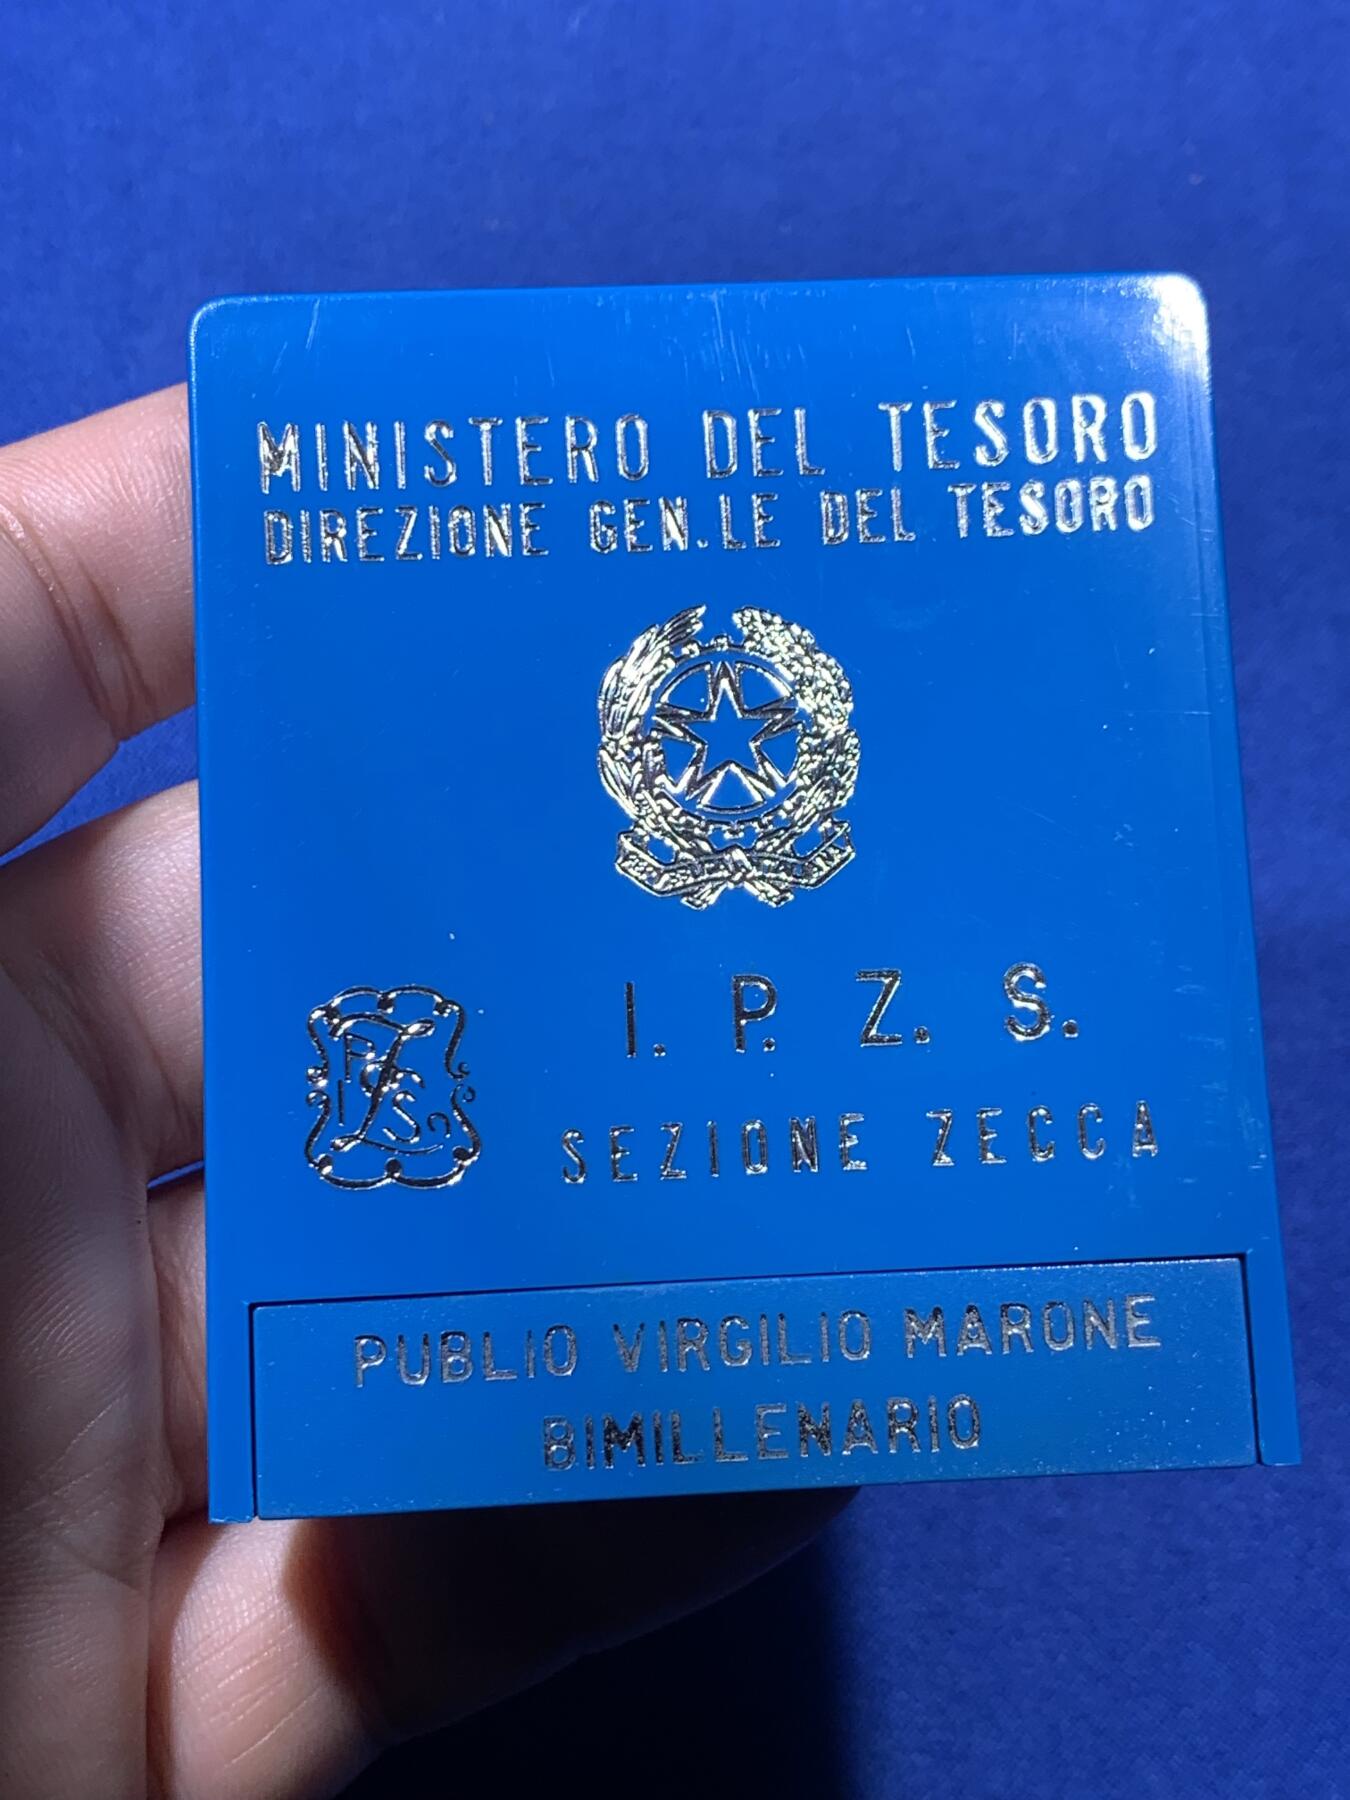 MINISTERO DEL TESORO
DIREZIONE GEN.LE DEL TESORO
I. P. Z. S.
SEZIONE ZECCA
PUBLIO VIRGILIO MARONE
BIMILLENARIO